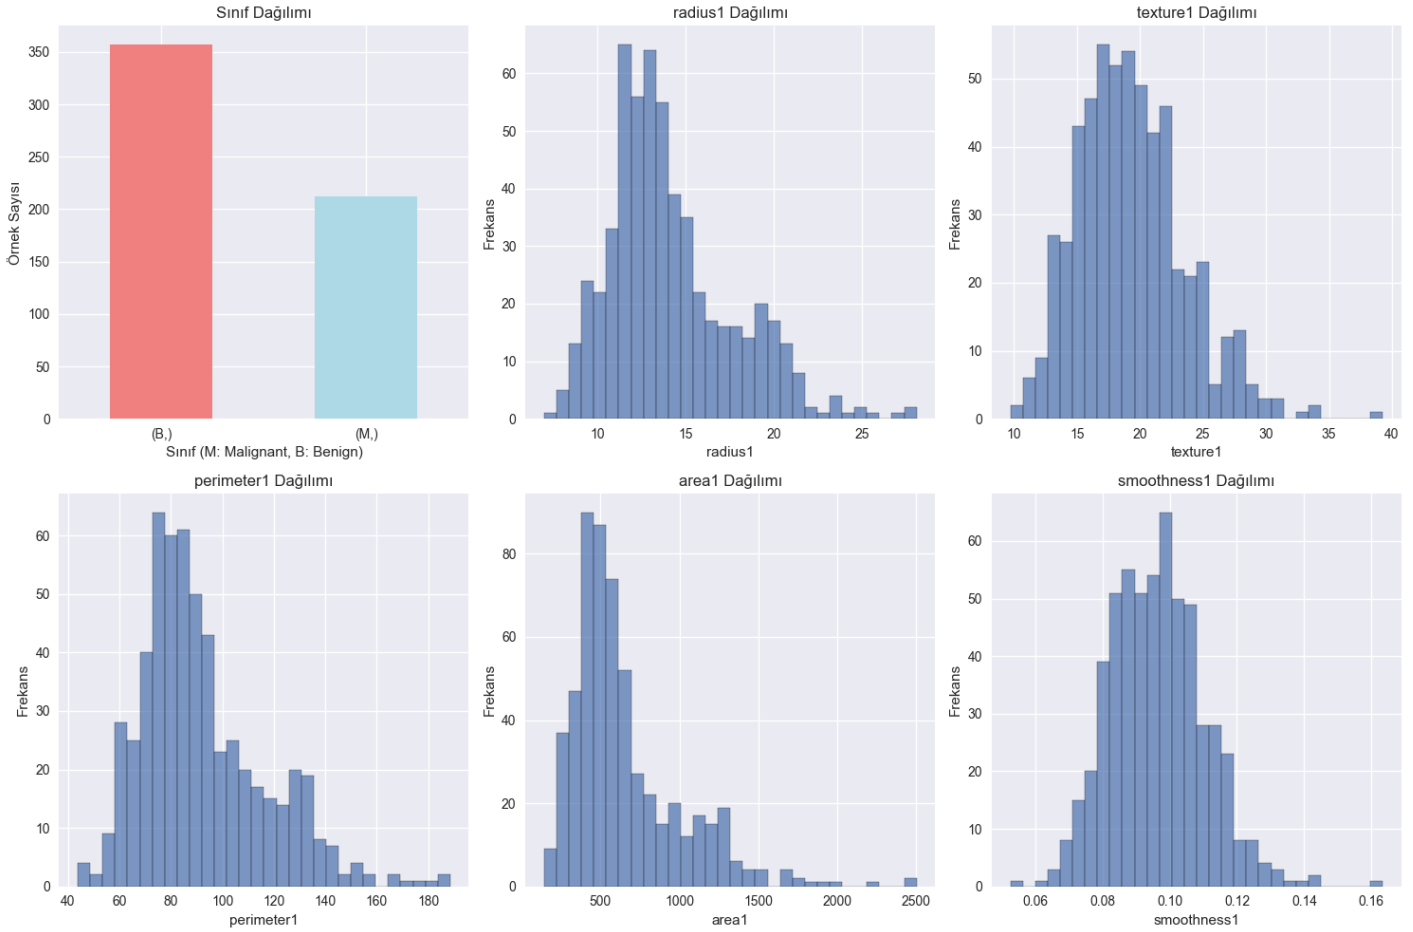 Sınıf Dağılımı
Örnek Sayısı
350
300
250
200
150
100
50
0
(B,) (M,)
Sınıf (M: Malignant, B: Benign)
radius1 Dağılımı
Frekans
60
50
40
30
20
10
0
10 15 20 25
radius1
texture1 Dağılımı
Frekans
50
40
30
20
10
0
10 15 20 25 30 35 40
texture1
perimeter1 Dağılımı
Frekans
60
50
40
30
20
10
0
40 60 80 100 120 140 160 180
perimeter1
area1 Dağılımı
Frekans
80
60
40
20
0
500 1000 1500 2000 2500
area1
smoothness1 Dağılımı
Frekans
60
50
40
30
20
10
0
0.06 0.08 0.10 0.12 0.14 0.16
smoothness1